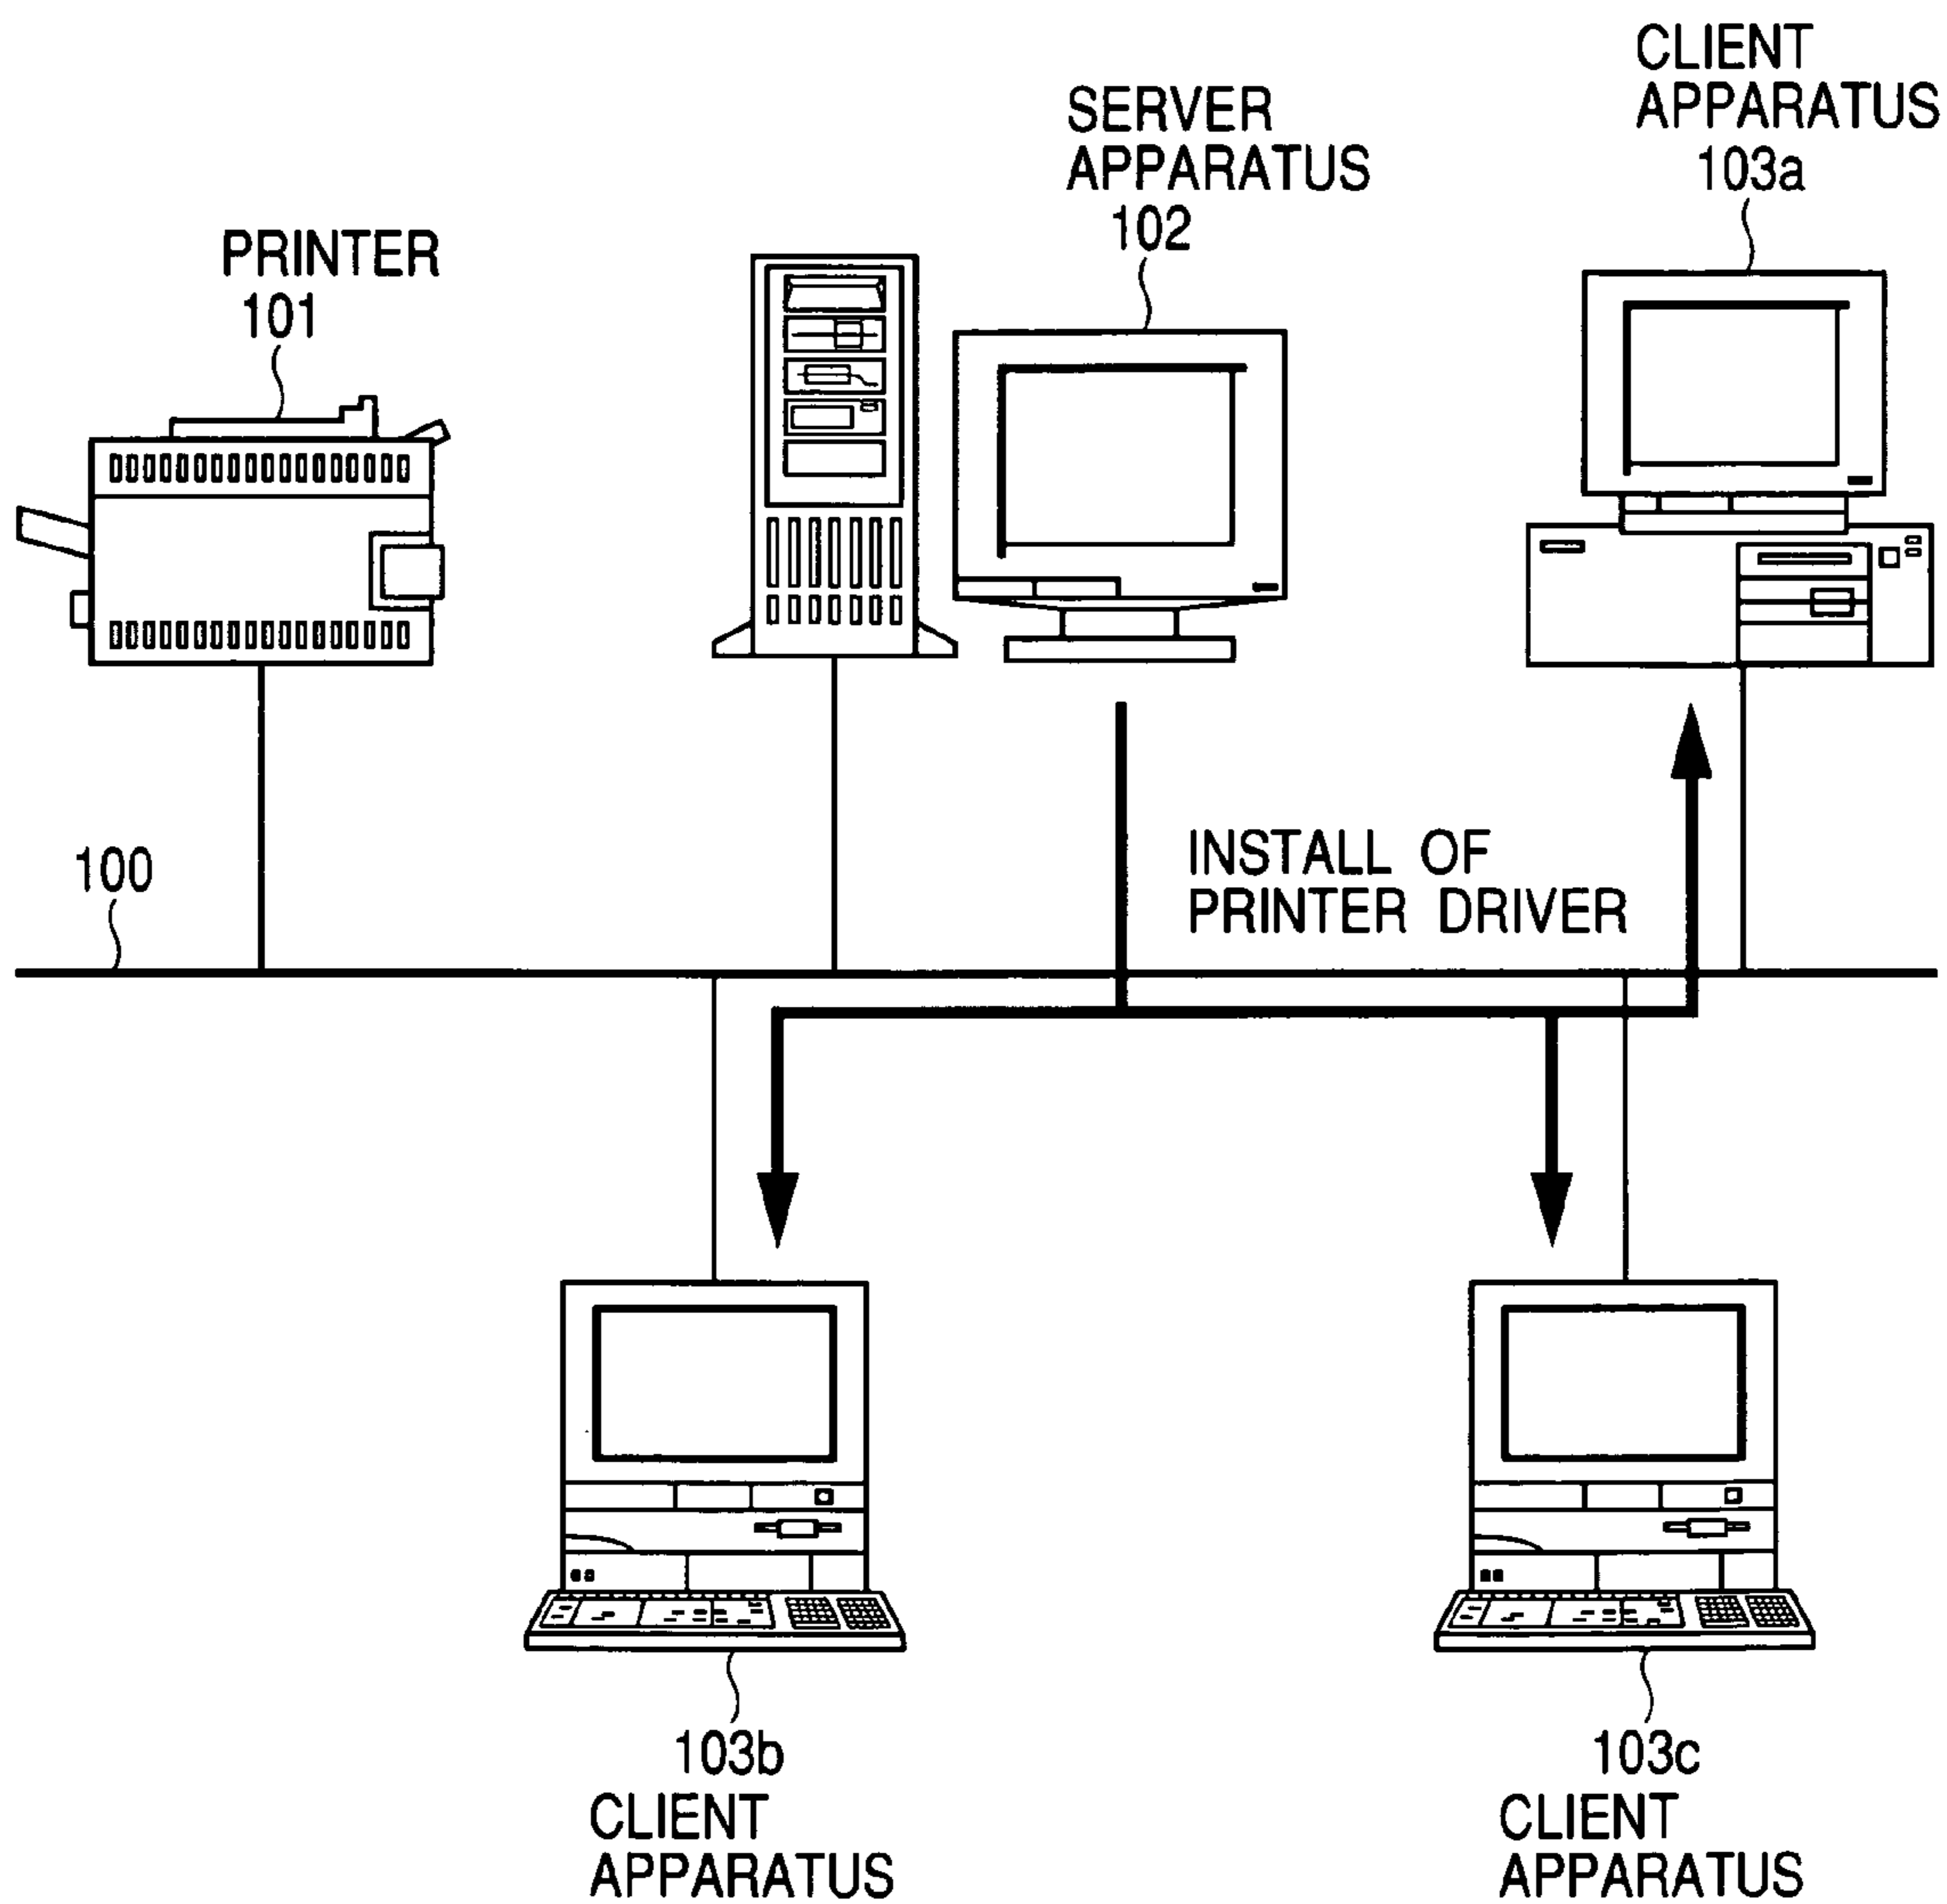 CLIENT
APPARATUS
103a
SERVER
APPARATUS
102
PRINTER
101
INSTALL OF
PRINTER DRIVER
100
103b
CLIENT
APPARATUS
103c
CLIENT
APPARATUS